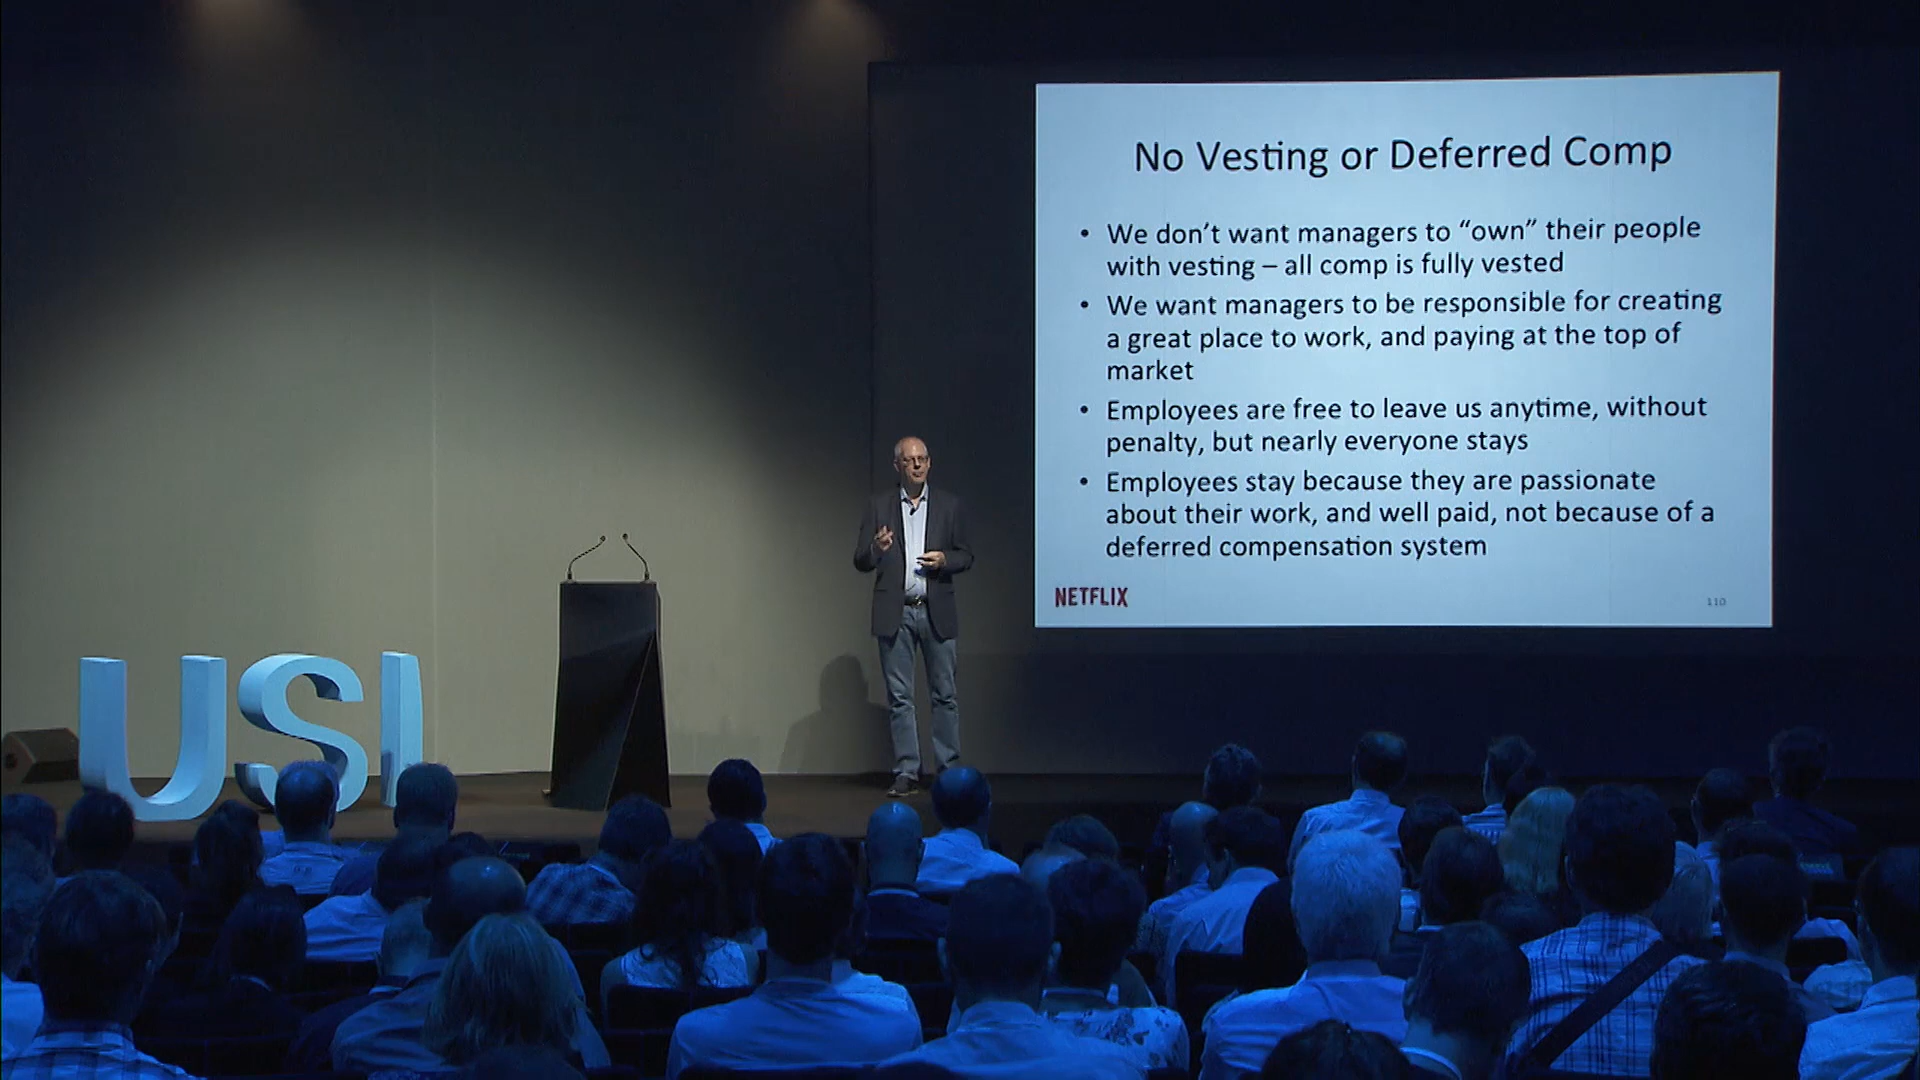 No Vesting or Deferred Comp
• We don’t want managers to “own” their people
with vesting – all comp is fully vested
• We want managers to be responsible for creating
a great place to work, and paying at the top of
market
• Employees are free to leave us anytime, without
penalty, but nearly everyone stays
• Employees stay because they are passionate
about their work, and well paid, not because of a
deferred compensation system
NETFLIX
110
USI